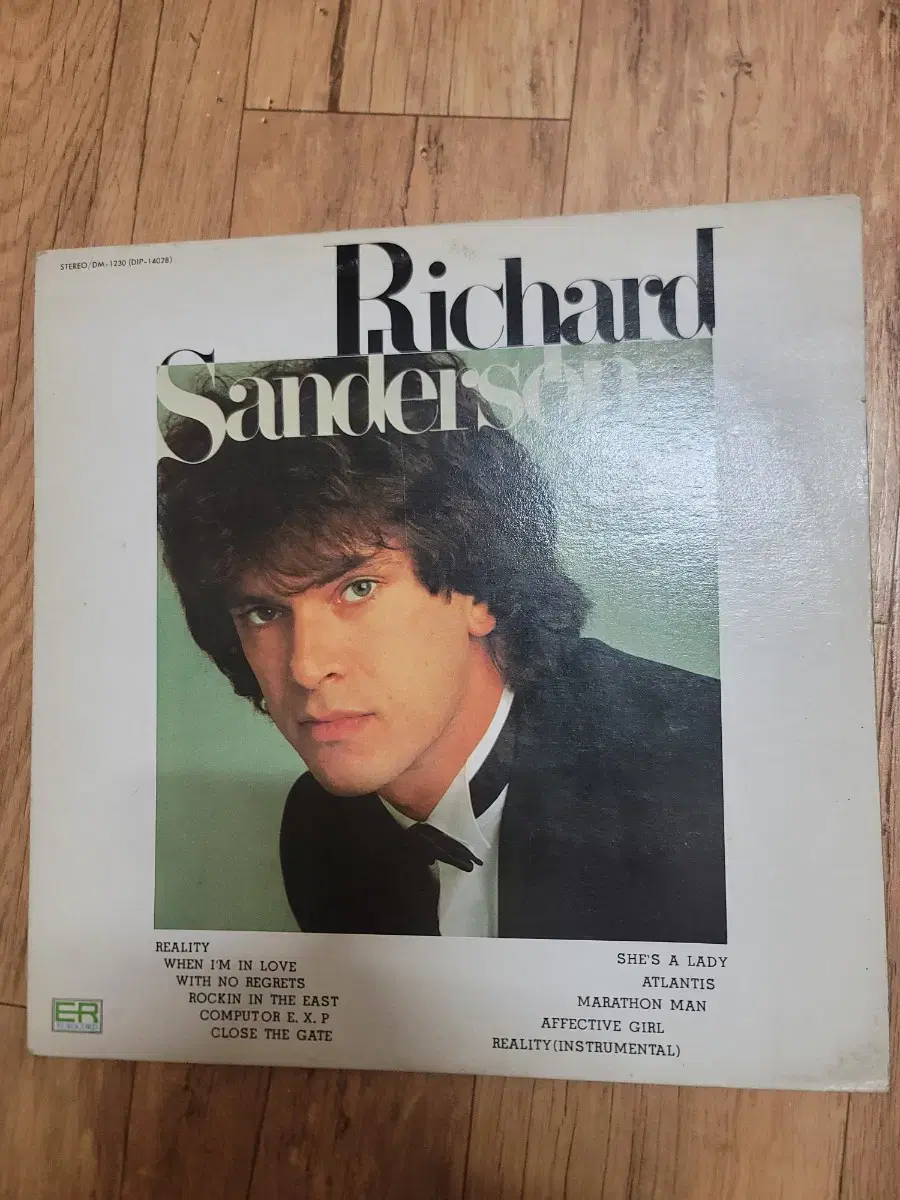 STEREO/DM-1230 (DIP-14028)
Richard
Sanderson
REALITY
WHEN I'M IN LOVE
WITH NO REGRETS
ROCKIN IN THE EAST
COMPUTOR E. X. P
CLOSE THE GATE
SHE'S A LADY
ATLANTIS
MARATHON MAN
AFFECTIVE GIRL
REALITY(INSTRUMENTAL)
ER